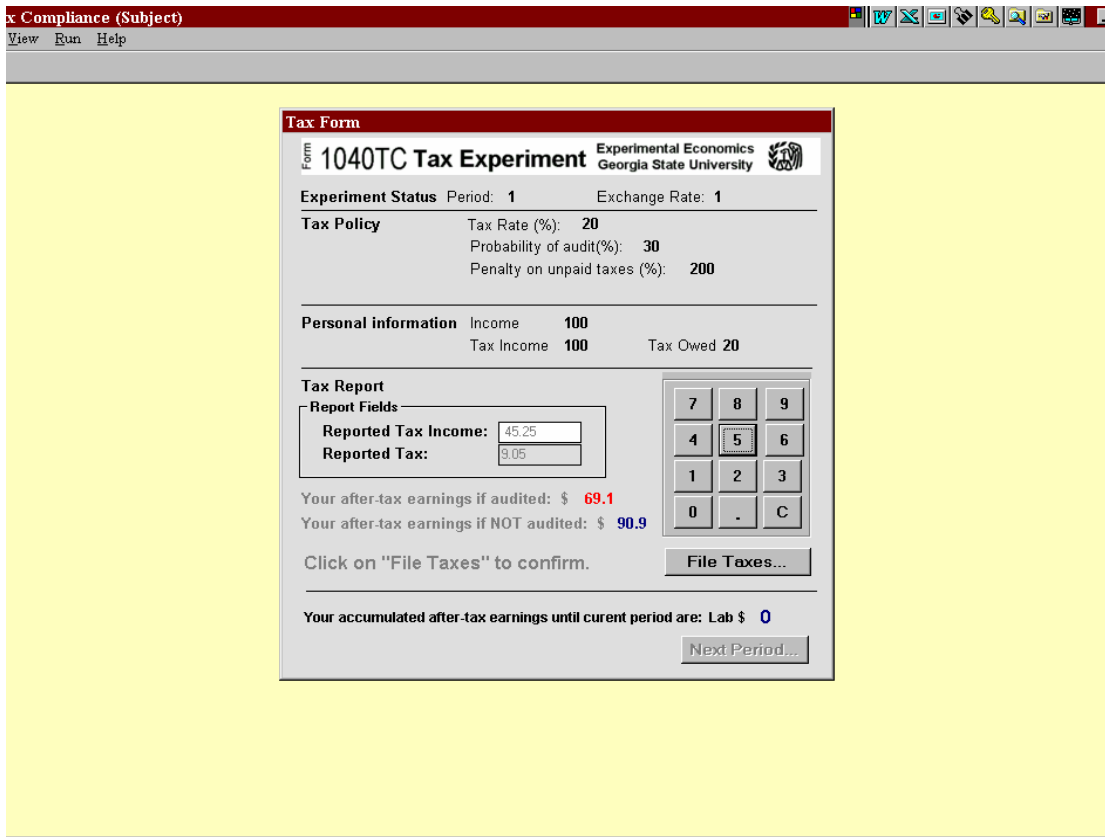 x Compliance (Subject)
View Run Help
Tax Form
Form 1040TC Tax Experiment Experimental Economics
Georgia State University
Experiment Status Period: 1 Exchange Rate: 1
Tax Policy Tax Rate (%): 20
Probability of audit(%): 30
Penalty on unpaid taxes (%): 200
Personal information Income 100
Tax Income 100 Tax Owed 20
Tax Report
Report Fields
Reported Tax Income: 45.25
Reported Tax: 9.05
7 8 9
4 5 6
1 2 3
0 . C
Your after-tax earnings if audited: $ 69.1
Your after-tax earnings if NOT audited: $ 90.9
Click on "File Taxes" to confirm. File Taxes...
Your accumulated after-tax earnings until curent period are: Lab $ 0
Next Period...